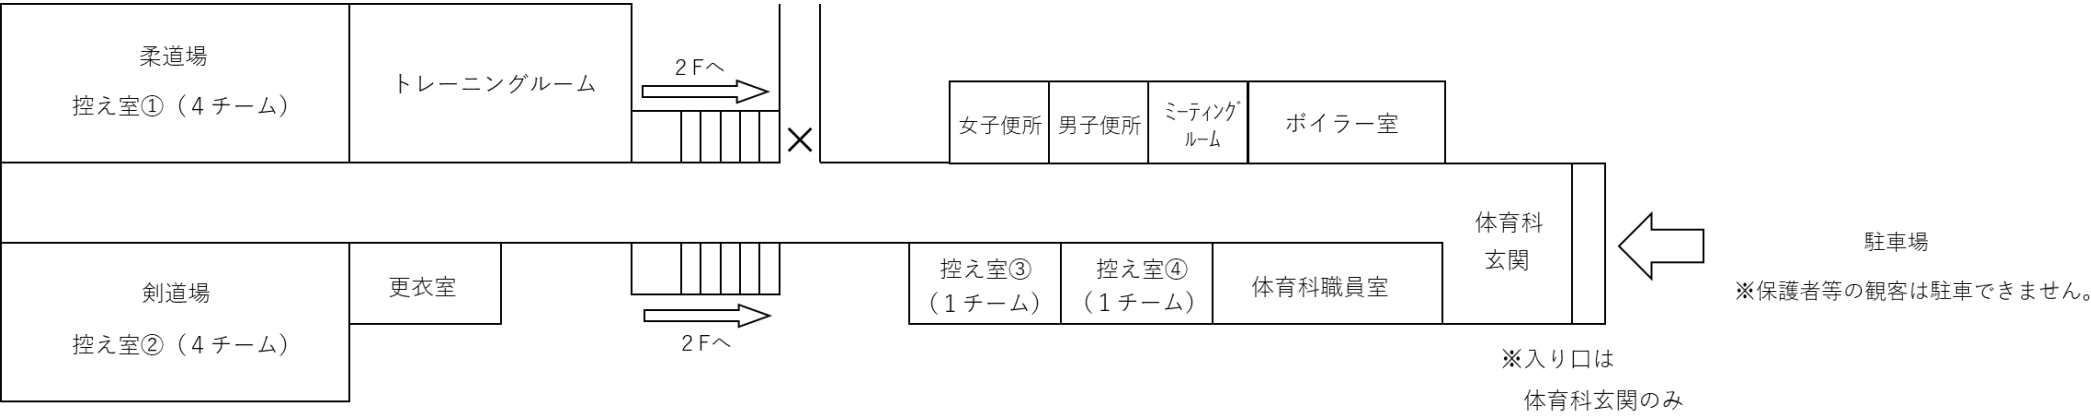 柔道場
控え室①（４チーム）
トレーニングルーム
２Fへ
×
女子便所
男子便所
ﾐｰﾃｨﾝｸﾞ
ﾙｰﾑ
ボイラー室
体育科
玄関
駐車場
※保護者等の観客は駐車できません。
剣道場
控え室②（４チーム）
更衣室
２Fへ
控え室③
（１チーム）
控え室④
（１チーム）
体育科職員室
※入り口は
体育科玄関のみ